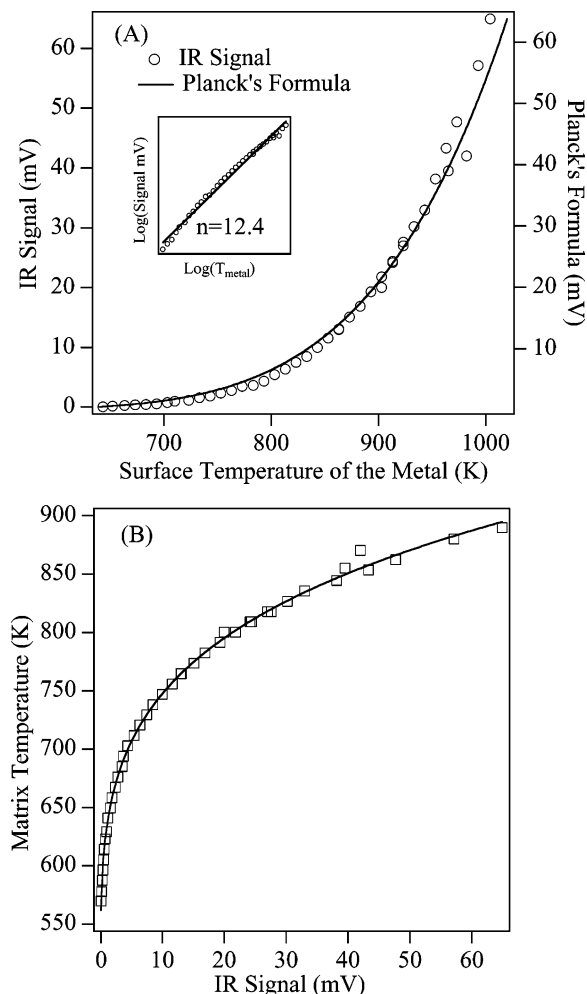 (A)
IR Signal
Planck's Formula
Log(Signal mV)
n=12.4
Log(Tmetal)
IR Signal (mV)
60
50
40
30
20
10
0
Planck's Formula (mV)
60
50
40
30
20
10
700 800 900 1000
Surface Temperature of the Metal (K)
(B)
Matrix Temperature (K)
900
850
800
750
700
650
600
550
0 10 20 30 40 50 60
IR Signal (mV)